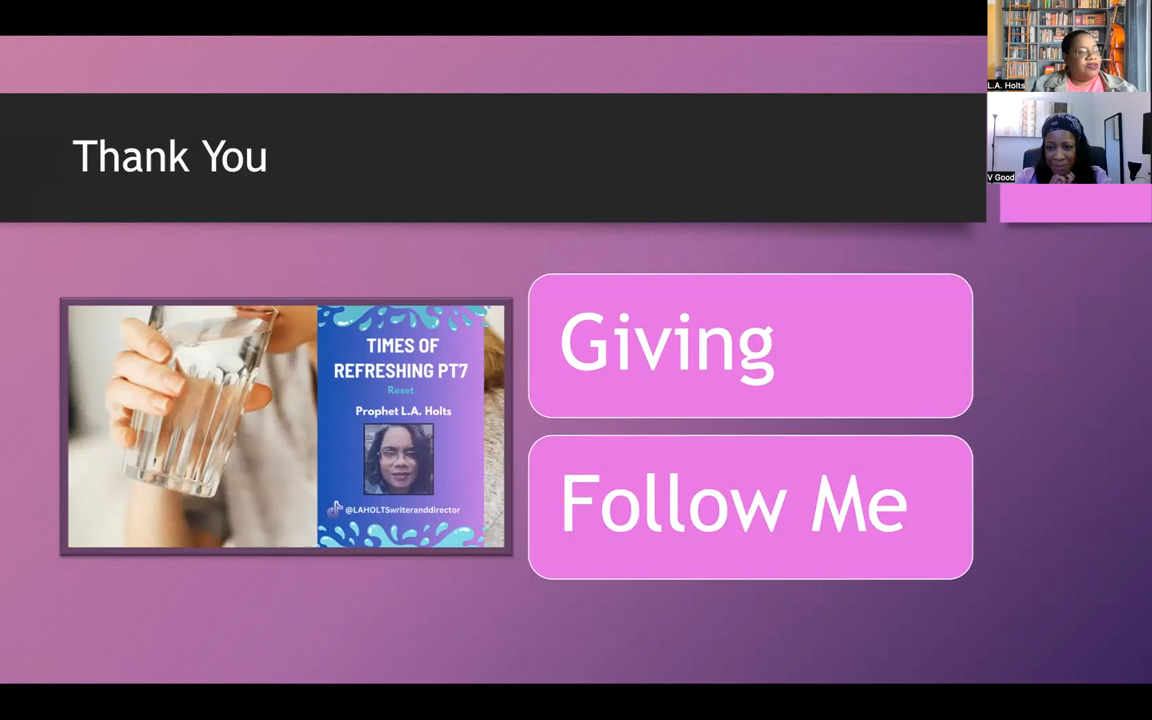 L.A. Holts
V Good
Thank You
TIMES OF
REFRESHING PT7
Reset
Prophet L.A. Holts
@LAHOLTSwriteranddirector
Giving
Follow Me